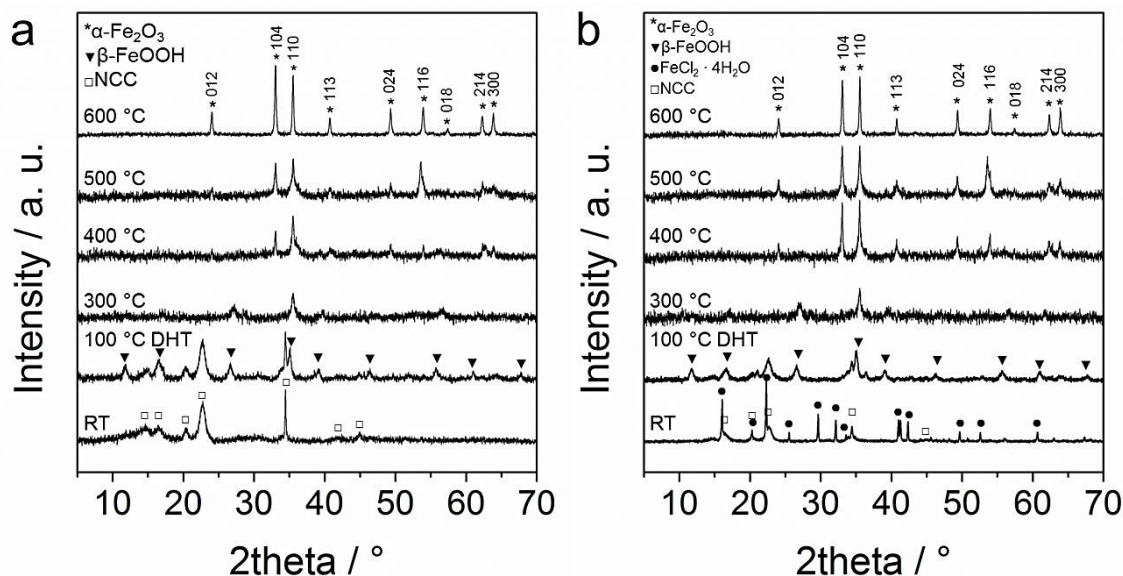 a
*α-Fe₂O₃
▼β-FeOOH
□NCC
012
* 104
* 110
* 113
* 024
* 116
* 018
* 214
* 300
600 °C
500 °C
400 °C
300 °C
100 °C DHT
RT
Intensity / a. u.
10 20 30 40 50 60 70
2theta / °
b
*α-Fe₂O₃
▼β-FeOOH
●FeCl₂ · 4H₂O
□NCC
012
* 104
* 110
* 113
* 024
* 116
* 018
* 214
* 300
600 °C
500 °C
400 °C
300 °C
100 °C DHT
RT
Intensity / a. u.
10 20 30 40 50 60 70
2theta / °